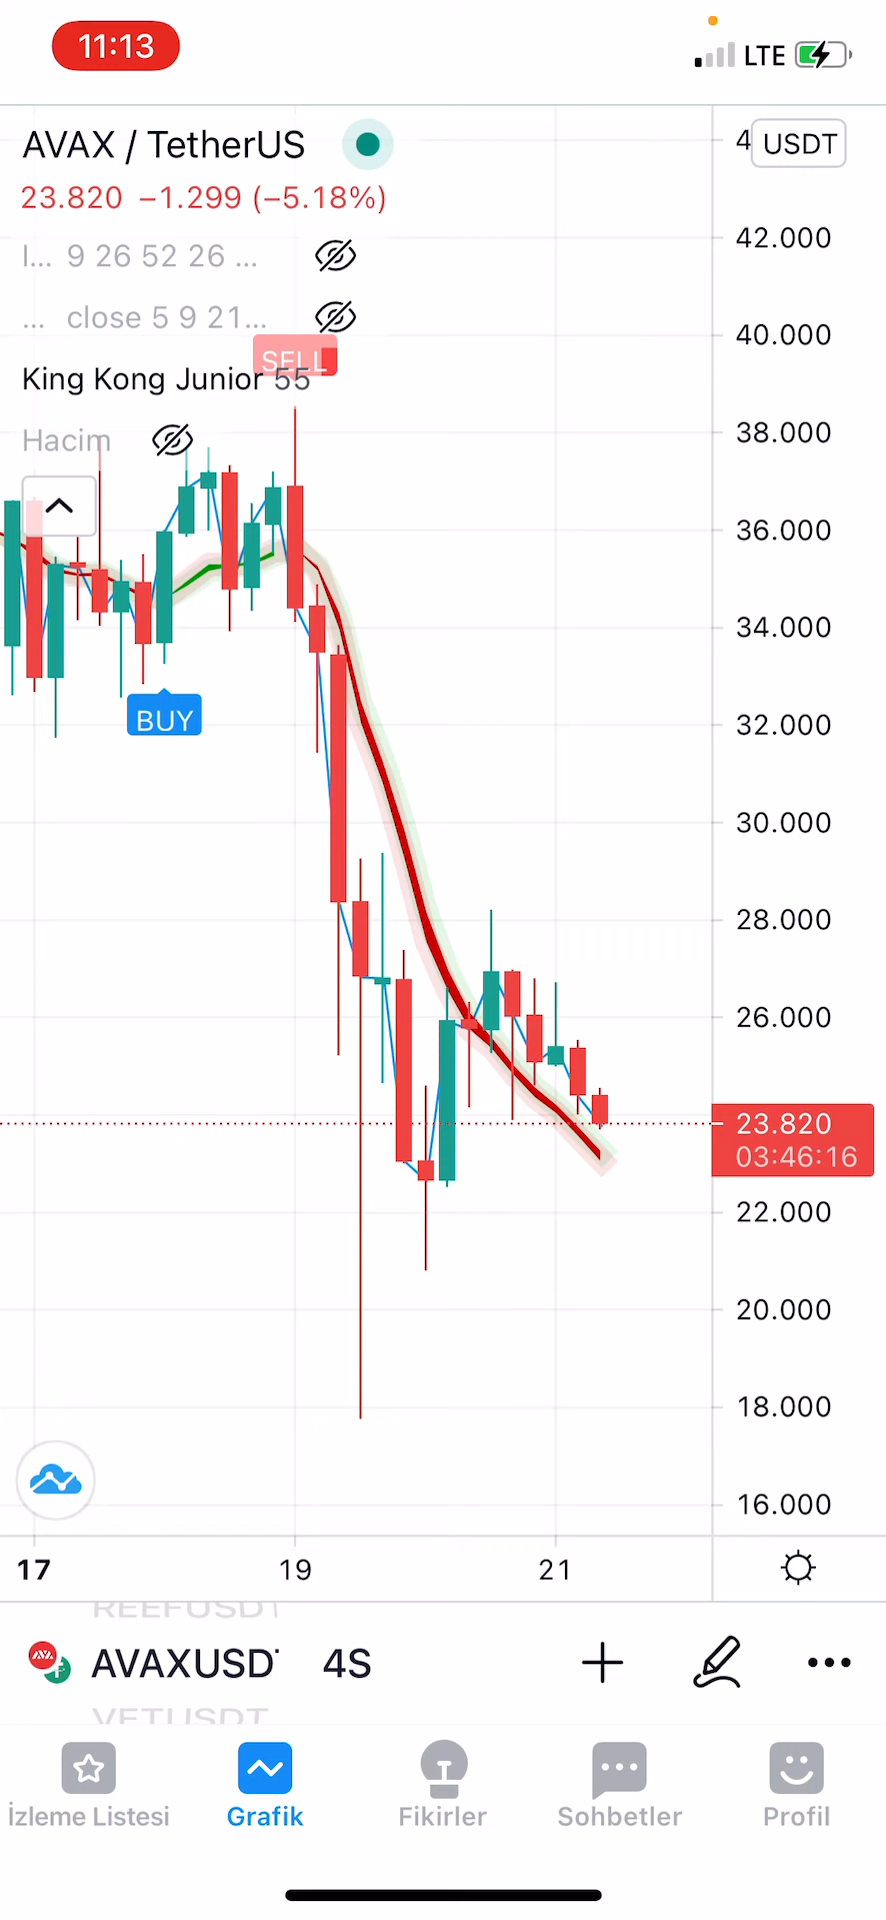 11:13
LTE
AVAX / TetherUS
USDT
4
23.820 −1.299 (−5.18%)
42.000
I... 9 26 52 26 ...
... close 5 9 21...
40.000
SELL
King Kong Junior 55
38.000
Hacim
36.000
34.000
BUY
32.000
30.000
28.000
26.000
23.820
03:46:16
22.000
20.000
18.000
16.000
17 19 21
REEFUSDT
AVAXUSD 4S
VETUSDT
İzleme Listesi Grafik Fikirler Sohbetler Profil